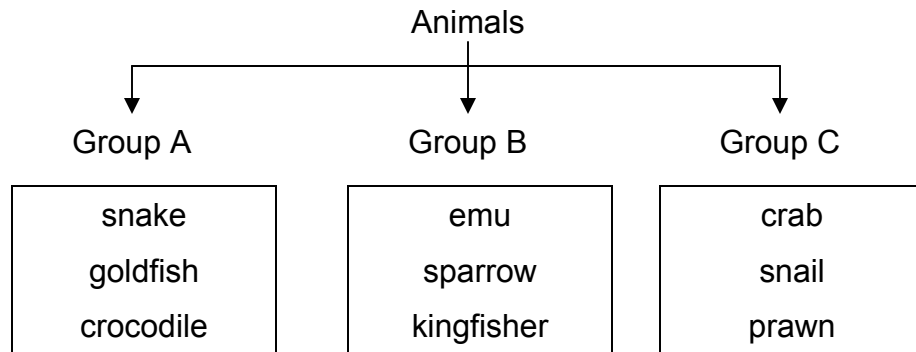 Animals
Group A
Group B
Group C
snake
goldfish
crocodile
emu
sparrow
kingfisher
crab
snail
prawn